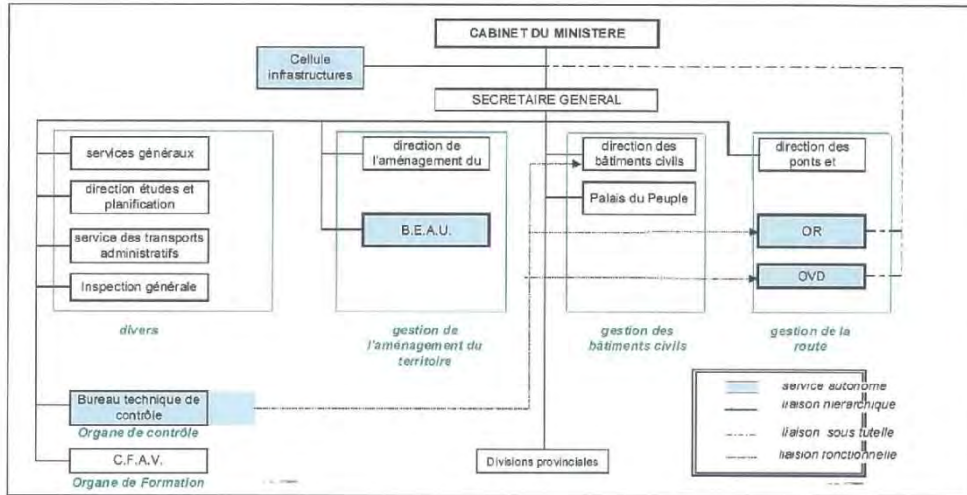 CABINET DU MINISTERE
Cellule
infrastructures
SECRETAIRE GENERAL
services généraux
direction études et
planification
service des transports
administratifs
Inspection générale
divers
direction de
l'aménagement du
B.E.A.U.
gestion de
l'aménagement du
territoire
direction des
bâtiments civils
Palais du Peuple
gestion des
bâtiments civils
direction des
ponts et
OR
OVD
gestion de la
route
Bureau technique de
contrôle
Organe de contrôle
C.F.A.V.
Organe de Formation
Divisions provinciales
service autonome
liaison hierarchique
liaison sous tutelle
liaison fonctionnelle